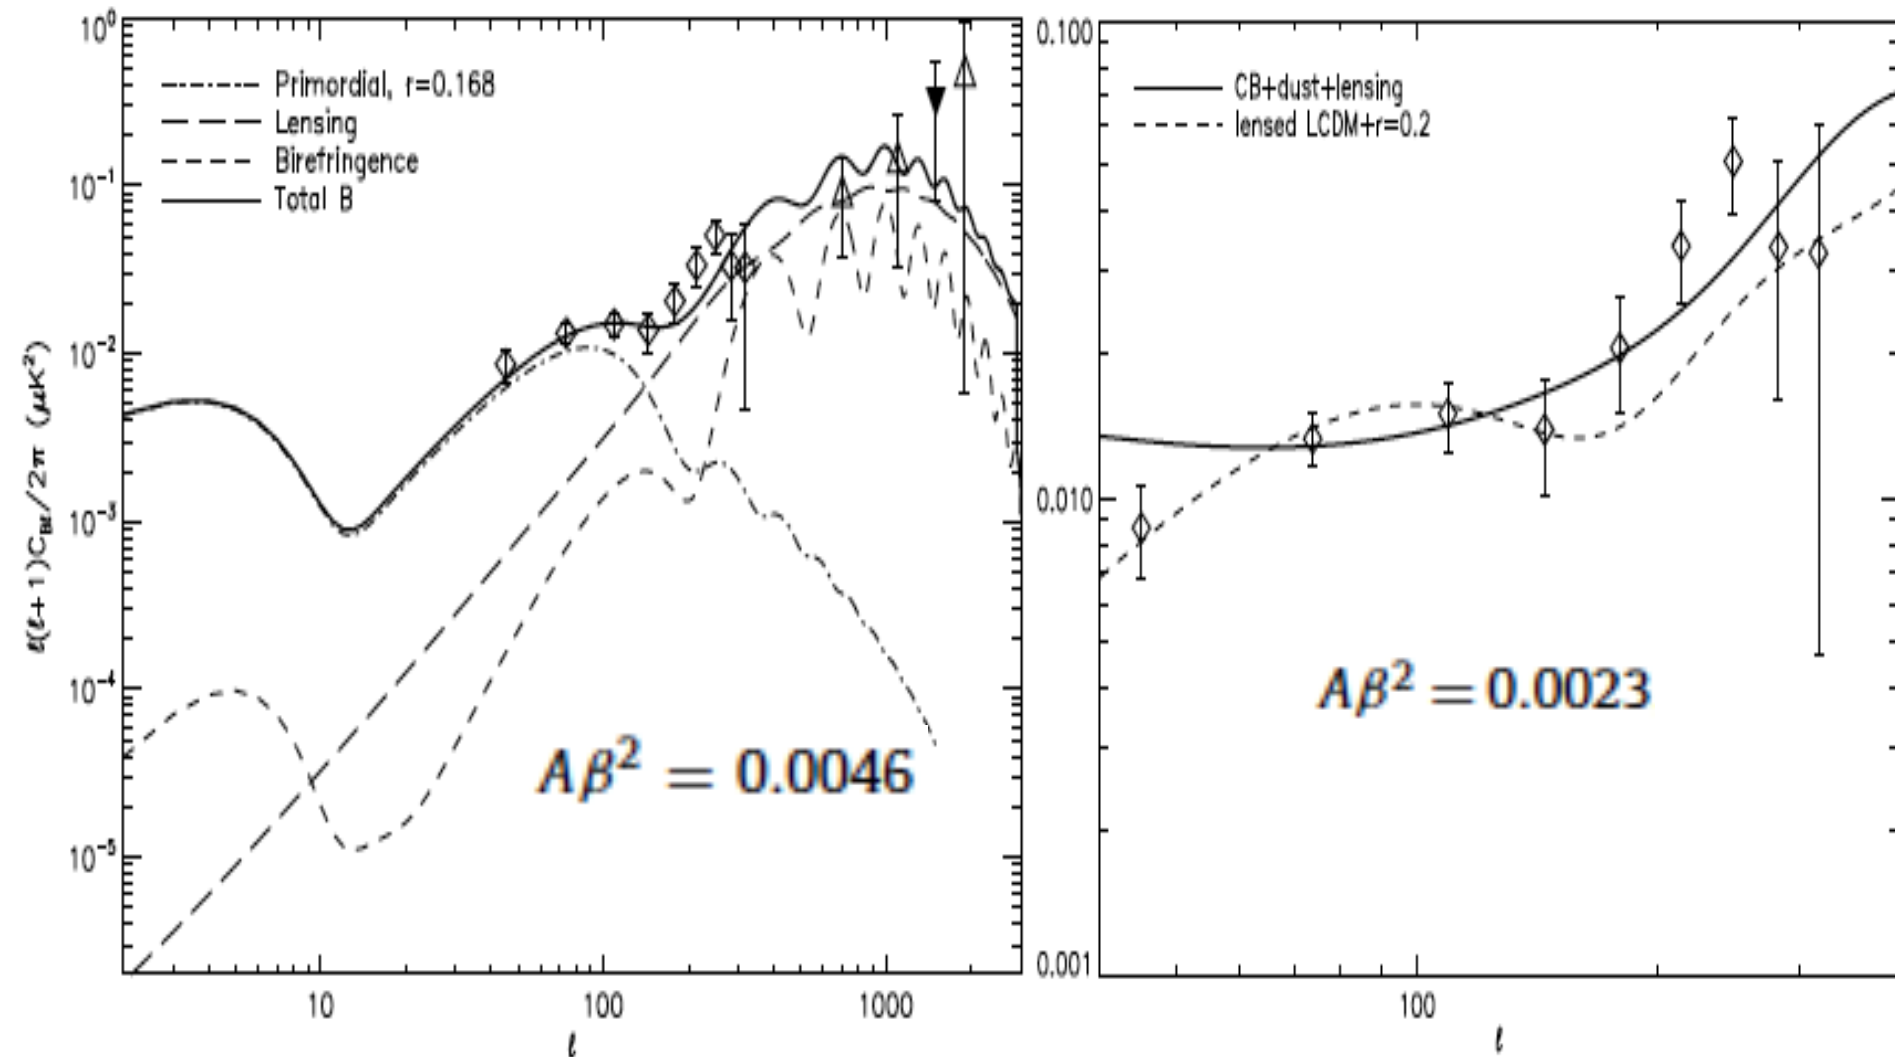 Primordial, r=0.168
Lensing
Birefringence
Total B
10⁰
10⁻¹
10⁻²
10⁻³
10⁻⁴
10⁻⁵
ℓ(ℓ+1)C_Bℓ/2π (μK²)
Aβ² = 0.0046
10
100
1000
ℓ
CB+dust+lensing
lensed LCDM+r=0.2
0.100
0.010
0.001
Aβ² = 0.0023
100
ℓ